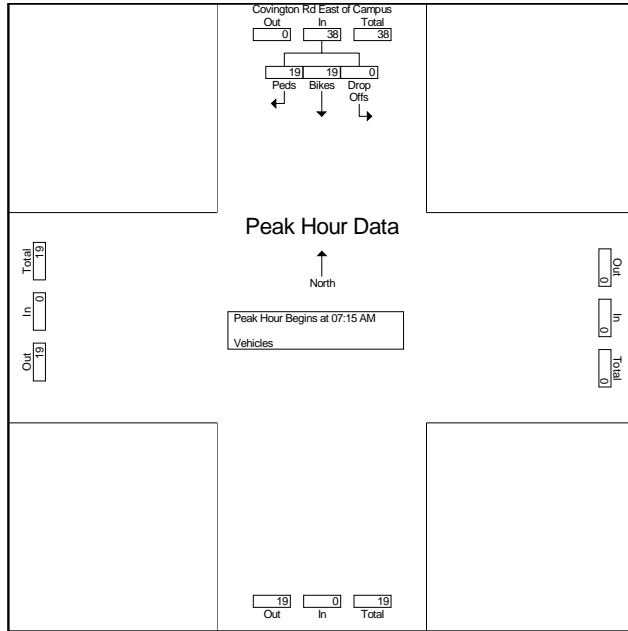 Covington Rd East of Campus
Out In Total
0 38 38
19 19 0
Peds Bikes Drop Offs
Peak Hour Data
North
Peak Hour Begins at 07:15 AM
Vehicles
Total 19
In 0
Out 19
Out 0
In 0
Total 0
19 0 19
Out In Total